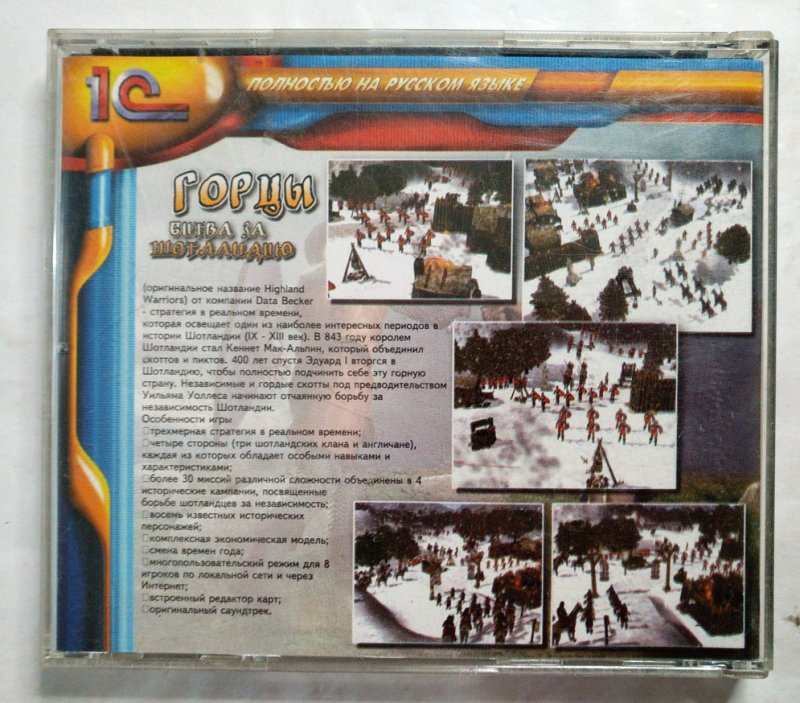 1С
ПОЛНОСТЬЮ НА РУССКОМ ЯЗЫКЕ
ГОРЦЫ
БИТВА ЗА
ШОТЛАНДИЮ
(оригинальное название Highland
Warriors) от компании Data Becker
- стратегия в реальном времени,
которая освещает один из наиболее интересных периодов в
истории Шотландии (IX - XIII век). В 843 году королем
Шотландии стал Кеннет Мак-Альпин, который объединил
скоттов и пиктов. 400 лет спустя Эдуард I вторгся в
Шотландию, чтобы полностью подчинить себе эту горную
страну. Независимые и гордые скотты под предводительством
Уильяма Уоллеса начинают отчаянную борьбу за
независимость Шотландии.
Особенности игры
□трехмерная стратегия в реальном времени;
□четыре стороны (три шотландских клана и англичане),
каждая из которых обладает особыми навыками и
характеристиками;
□более 30 миссий различной сложности объединены в 4
исторические кампании, посвященные
борьбе шотландцев за независимость;
□восемь известных исторических
персонажей;
□комплексная экономическая модель;
□смена времен года;
□многопользовательский режим для 8
игроков по локальной сети и через
Интернет;
□встроенный редактор карт;
□оригинальный саундтрек.